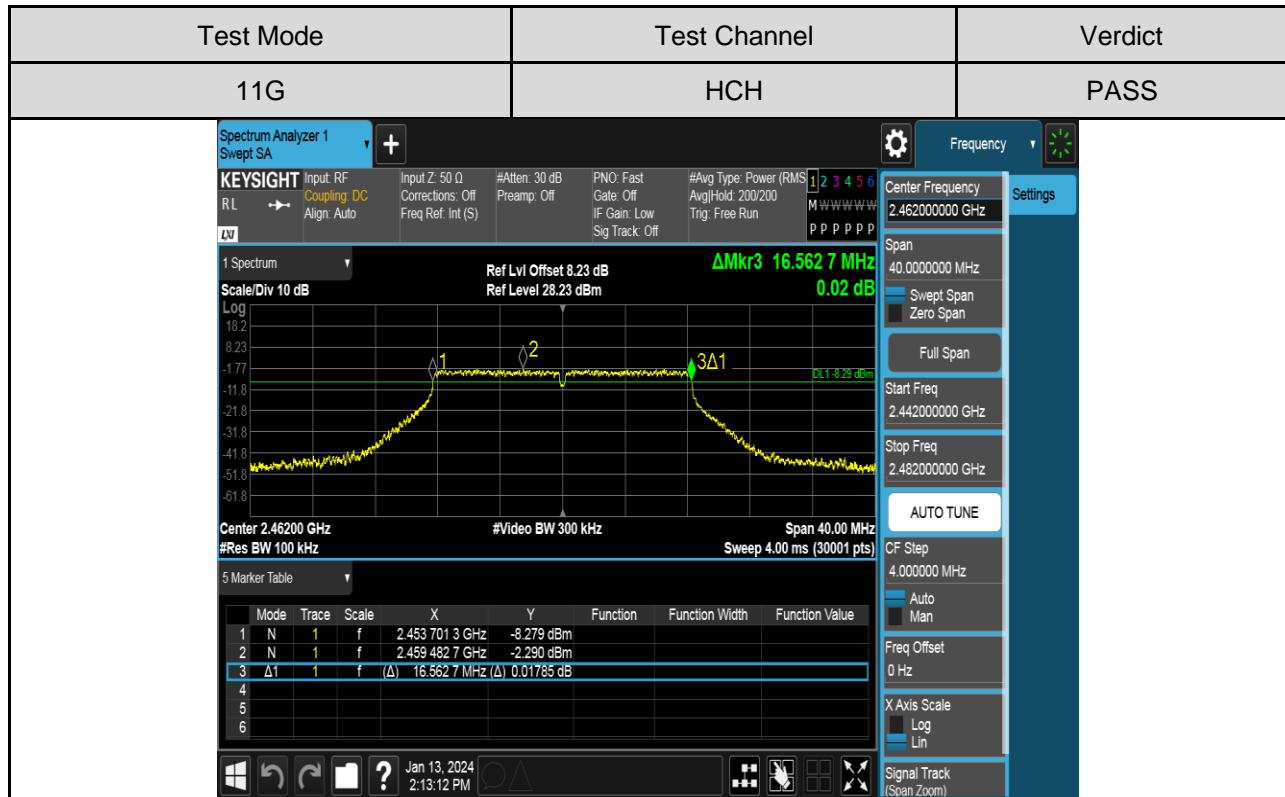 Test Mode Test Channel Verdict
11G HCH PASS
Spectrum Analyzer 1
Swept SA
+
Frequency
KEYSIGHT Input: RF Input Z: 50 Ω #Atten: 30 dB PNO: Fast #Avg Type: Power (RMS 1 2 3 4 5 6
RL Coupling: DC Corrections: Off Preamp: Off Gate: Off Avg|Hold: 200/200 M W W W W W
Align: Auto Freq Ref: Int (S) IF Gain: Low Trig: Free Run
LXI Sig Track: Off P P P P P P
1 Spectrum
Ref Lvl Offset 8.23 dB ΔMkr3 16.562 7 MHz
Scale/Div 10 dB Ref Level 28.23 dBm 0.02 dB
Log
18.2
8.23
-1.77
-11.8
-21.8
-31.8
-41.8
-51.8
-61.8
1 2 3Δ1
DL1 -8.29 dBm
Center 2.46200 GHz #Video BW 300 kHz Span 40.00 MHz
#Res BW 100 kHz Sweep 4.00 ms (30001 pts)
5 Marker Table
Mode Trace Scale X Y Function Function Width Function Value
1 N 1 f 2.453 701 3 GHz -8.279 dBm
2 N 1 f 2.459 482 7 GHz -2.290 dBm
3 Δ1 1 f (Δ) 16.562 7 MHz (Δ) 0.01785 dB
4
5
6
?
Jan 13, 2024
2:13:12 PM
Center Frequency
2.462000000 GHz
Settings
Span
40.0000000 MHz
Swept Span
Zero Span
Full Span
Start Freq
2.442000000 GHz
Stop Freq
2.482000000 GHz
AUTO TUNE
CF Step
4.000000 MHz
Auto
Man
Freq Offset
0 Hz
X Axis Scale
Log
Lin
Signal Track
(Span Zoom)